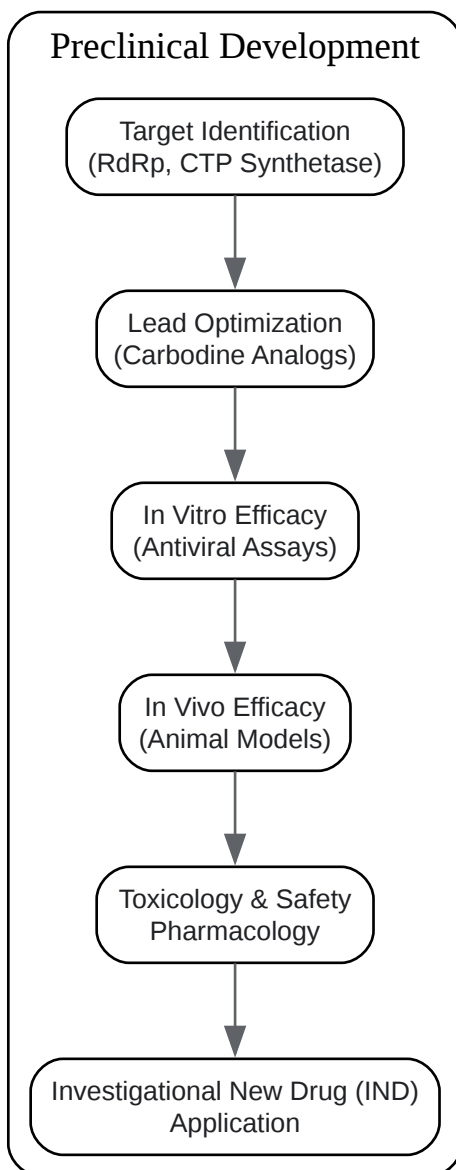 Preclinical Development
Target Identification
(RdRp, CTP Synthetase)
Lead Optimization
(Carbodine Analogs)
In Vitro Efficacy
(Antiviral Assays)
In Vivo Efficacy
(Animal Models)
Toxicology & Safety
Pharmacology
Investigational New Drug (IND)
Application